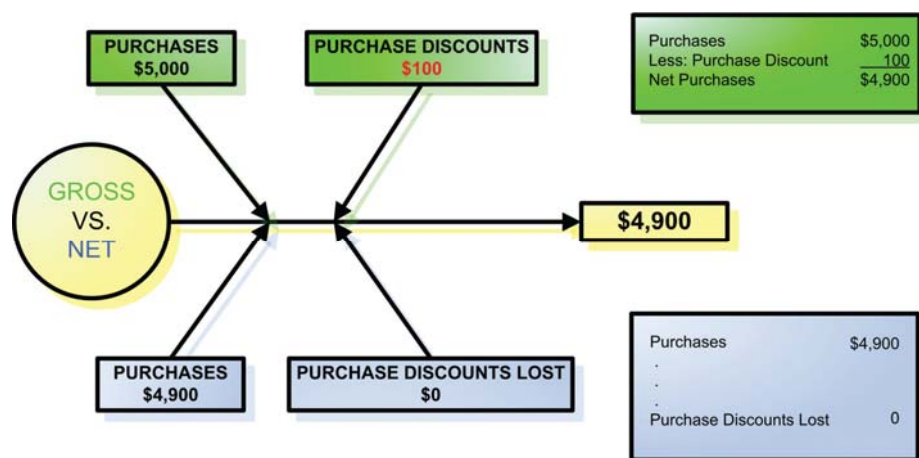 PURCHASES
$5,000
PURCHASE DISCOUNTS
$100
Purchases $5,000
Less: Purchase Discount 100
Net Purchases $4,900
GROSS
VS.
NET
$4,900
PURCHASES
$4,900
PURCHASE DISCOUNTS LOST
$0
Purchases $4,900
.
.
.
Purchase Discounts Lost 0